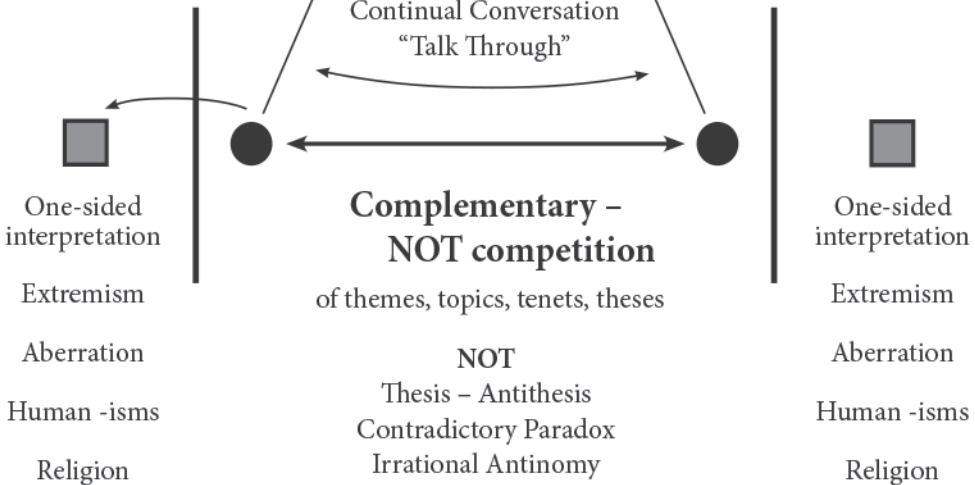 Continual Conversation
“Talk Through”
One-sided
interpretation
Extremism
Aberration
Human -isms
Religion
Complementary –
NOT competition
of themes, topics, tenets, theses
NOT
Thesis – Antithesis
Contradictory Paradox
Irrational Antinomy
One-sided
interpretation
Extremism
Aberration
Human -isms
Religion